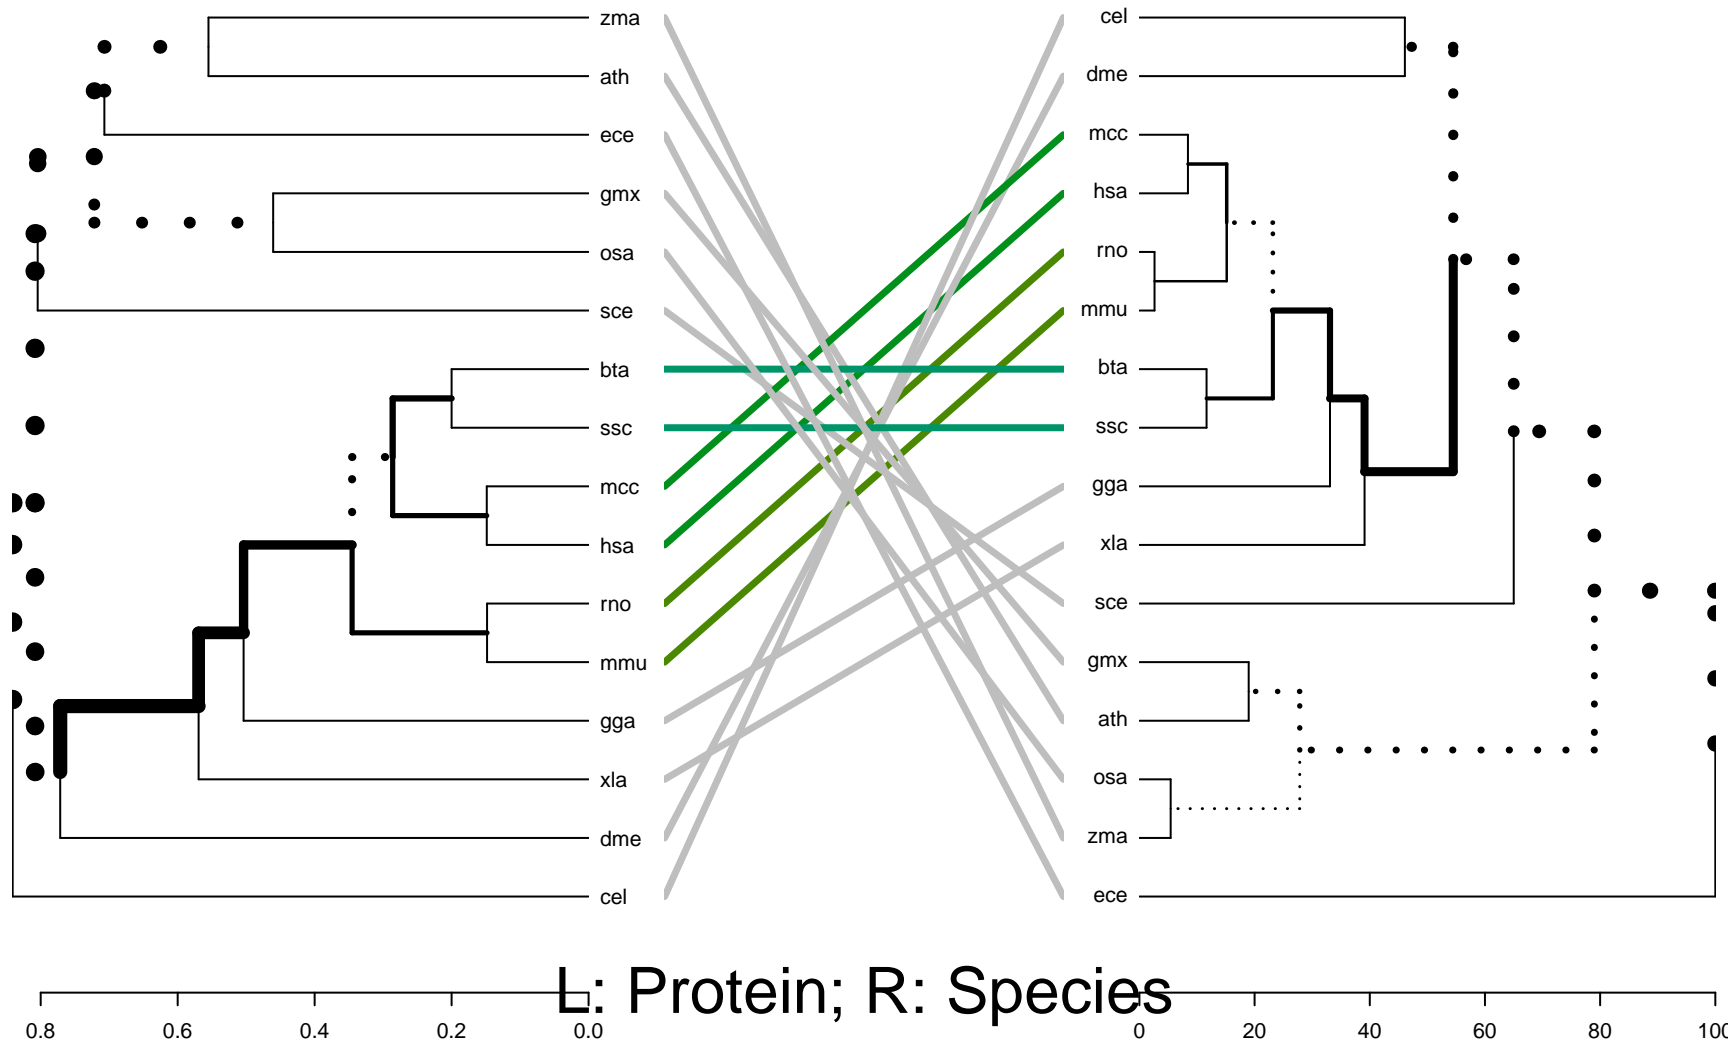 zma
ath
ece
gmx
osa
sce
bta
ssc
mcc
hsa
rno
mmu
gga
xla
dme
cel
cel
dme
mcc
hsa
rno
mmu
bta
ssc
gga
xla
sce
gmx
ath
osa
zma
ece
L: Protein; R: Species
0.8 0.6 0.4 0.2 0.0
0 20 40 60 80 100